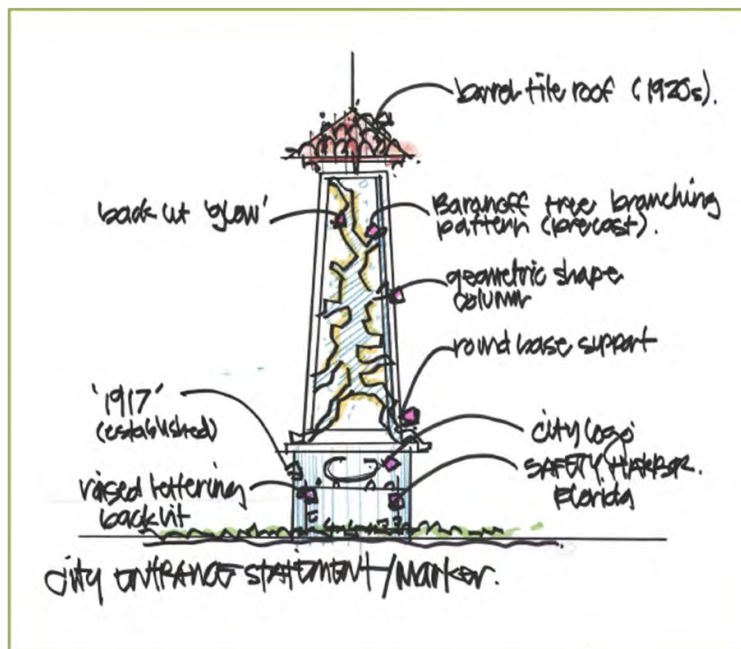 barrel tile roof (1920s).
back lit 'glow'
Baranoff tree branching
pattern (precast).
geometric shape
column
round base support
'1917'
(established)
city logo
SAFETY HARBOR.
Florida
raised lettering
backlit
city ENTRANCE STATEMENT/MARKER.